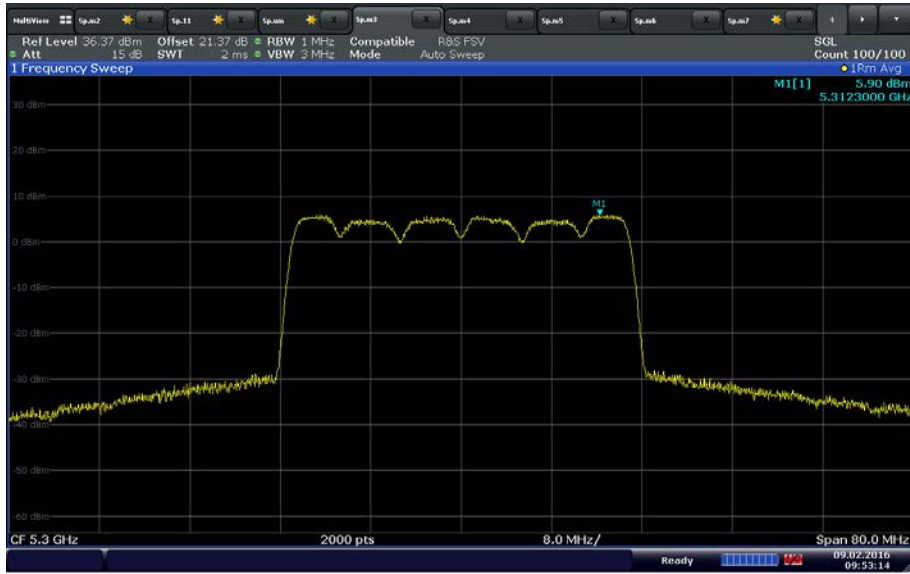 MultiView Sp.m2 X Sp.11 X Sp.um X Sp.m3 X Sp.m4 X Sp.m5 X Sp.m6 X Sp.m7 X
Ref Level 36.37 dBm Offset 21.37 dB RBW 1 MHz Compatible R&S FSV SGL
Att 15 dB SWT 2 ms VBW 3 MHz Mode Auto Sweep Count 100/100
1 Frequency Sweep 1Rm Avg
M1[1] 5.90 dBm
5.3123000 GHz
30 dBm
20 dBm
10 dBm
M1
0 dBm
-10 dBm
-20 dBm
-30 dBm
-40 dBm
-50 dBm
-60 dBm
CF 5.3 GHz 2000 pts 8.0 MHz/ Span 80.0 MHz
Ready 09.02.2016
09:53:14